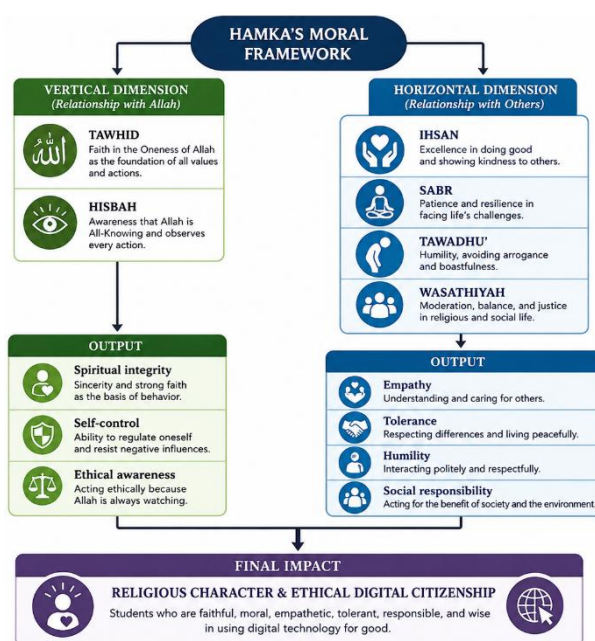 HAMKA'S MORAL
FRAMEWORK
VERTICAL DIMENSION
(Relationship with Allah)
الله
TAWHID
Faith in the Oneness of Allah
as the foundation of all values
and actions.
HISBAH
Awareness that Allah is
All-Knowing and observes
every action.
OUTPUT
Spiritual integrity
Sincerity and strong faith
as the basis of behavior.
Self-control
Ability to regulate oneself
and resist negative influences.
Ethical awareness
Acting ethically because
Allah is always watching.
HORIZONTAL DIMENSION
(Relationship with Others)
IHSAN
Excellence in doing good
and showing kindness to others.
SABR
Patience and resilience in
facing life's challenges.
TAWADHU'
Humility, avoiding arrogance
and boastfulness.
WASATHIYAH
Moderation, balance, and justice
in religious and social life.
OUTPUT
Empathy
Understanding and caring for others.
Tolerance
Respecting differences and living peacefully.
Humility
Interacting politely and respectfully.
Social responsibility
Acting for the benefit of society and the environment.
FINAL IMPACT
RELIGIOUS CHARACTER & ETHICAL DIGITAL CITIZENSHIP
Students who are faithful, moral, empathetic, tolerant, responsible, and wise
in using digital technology for good.